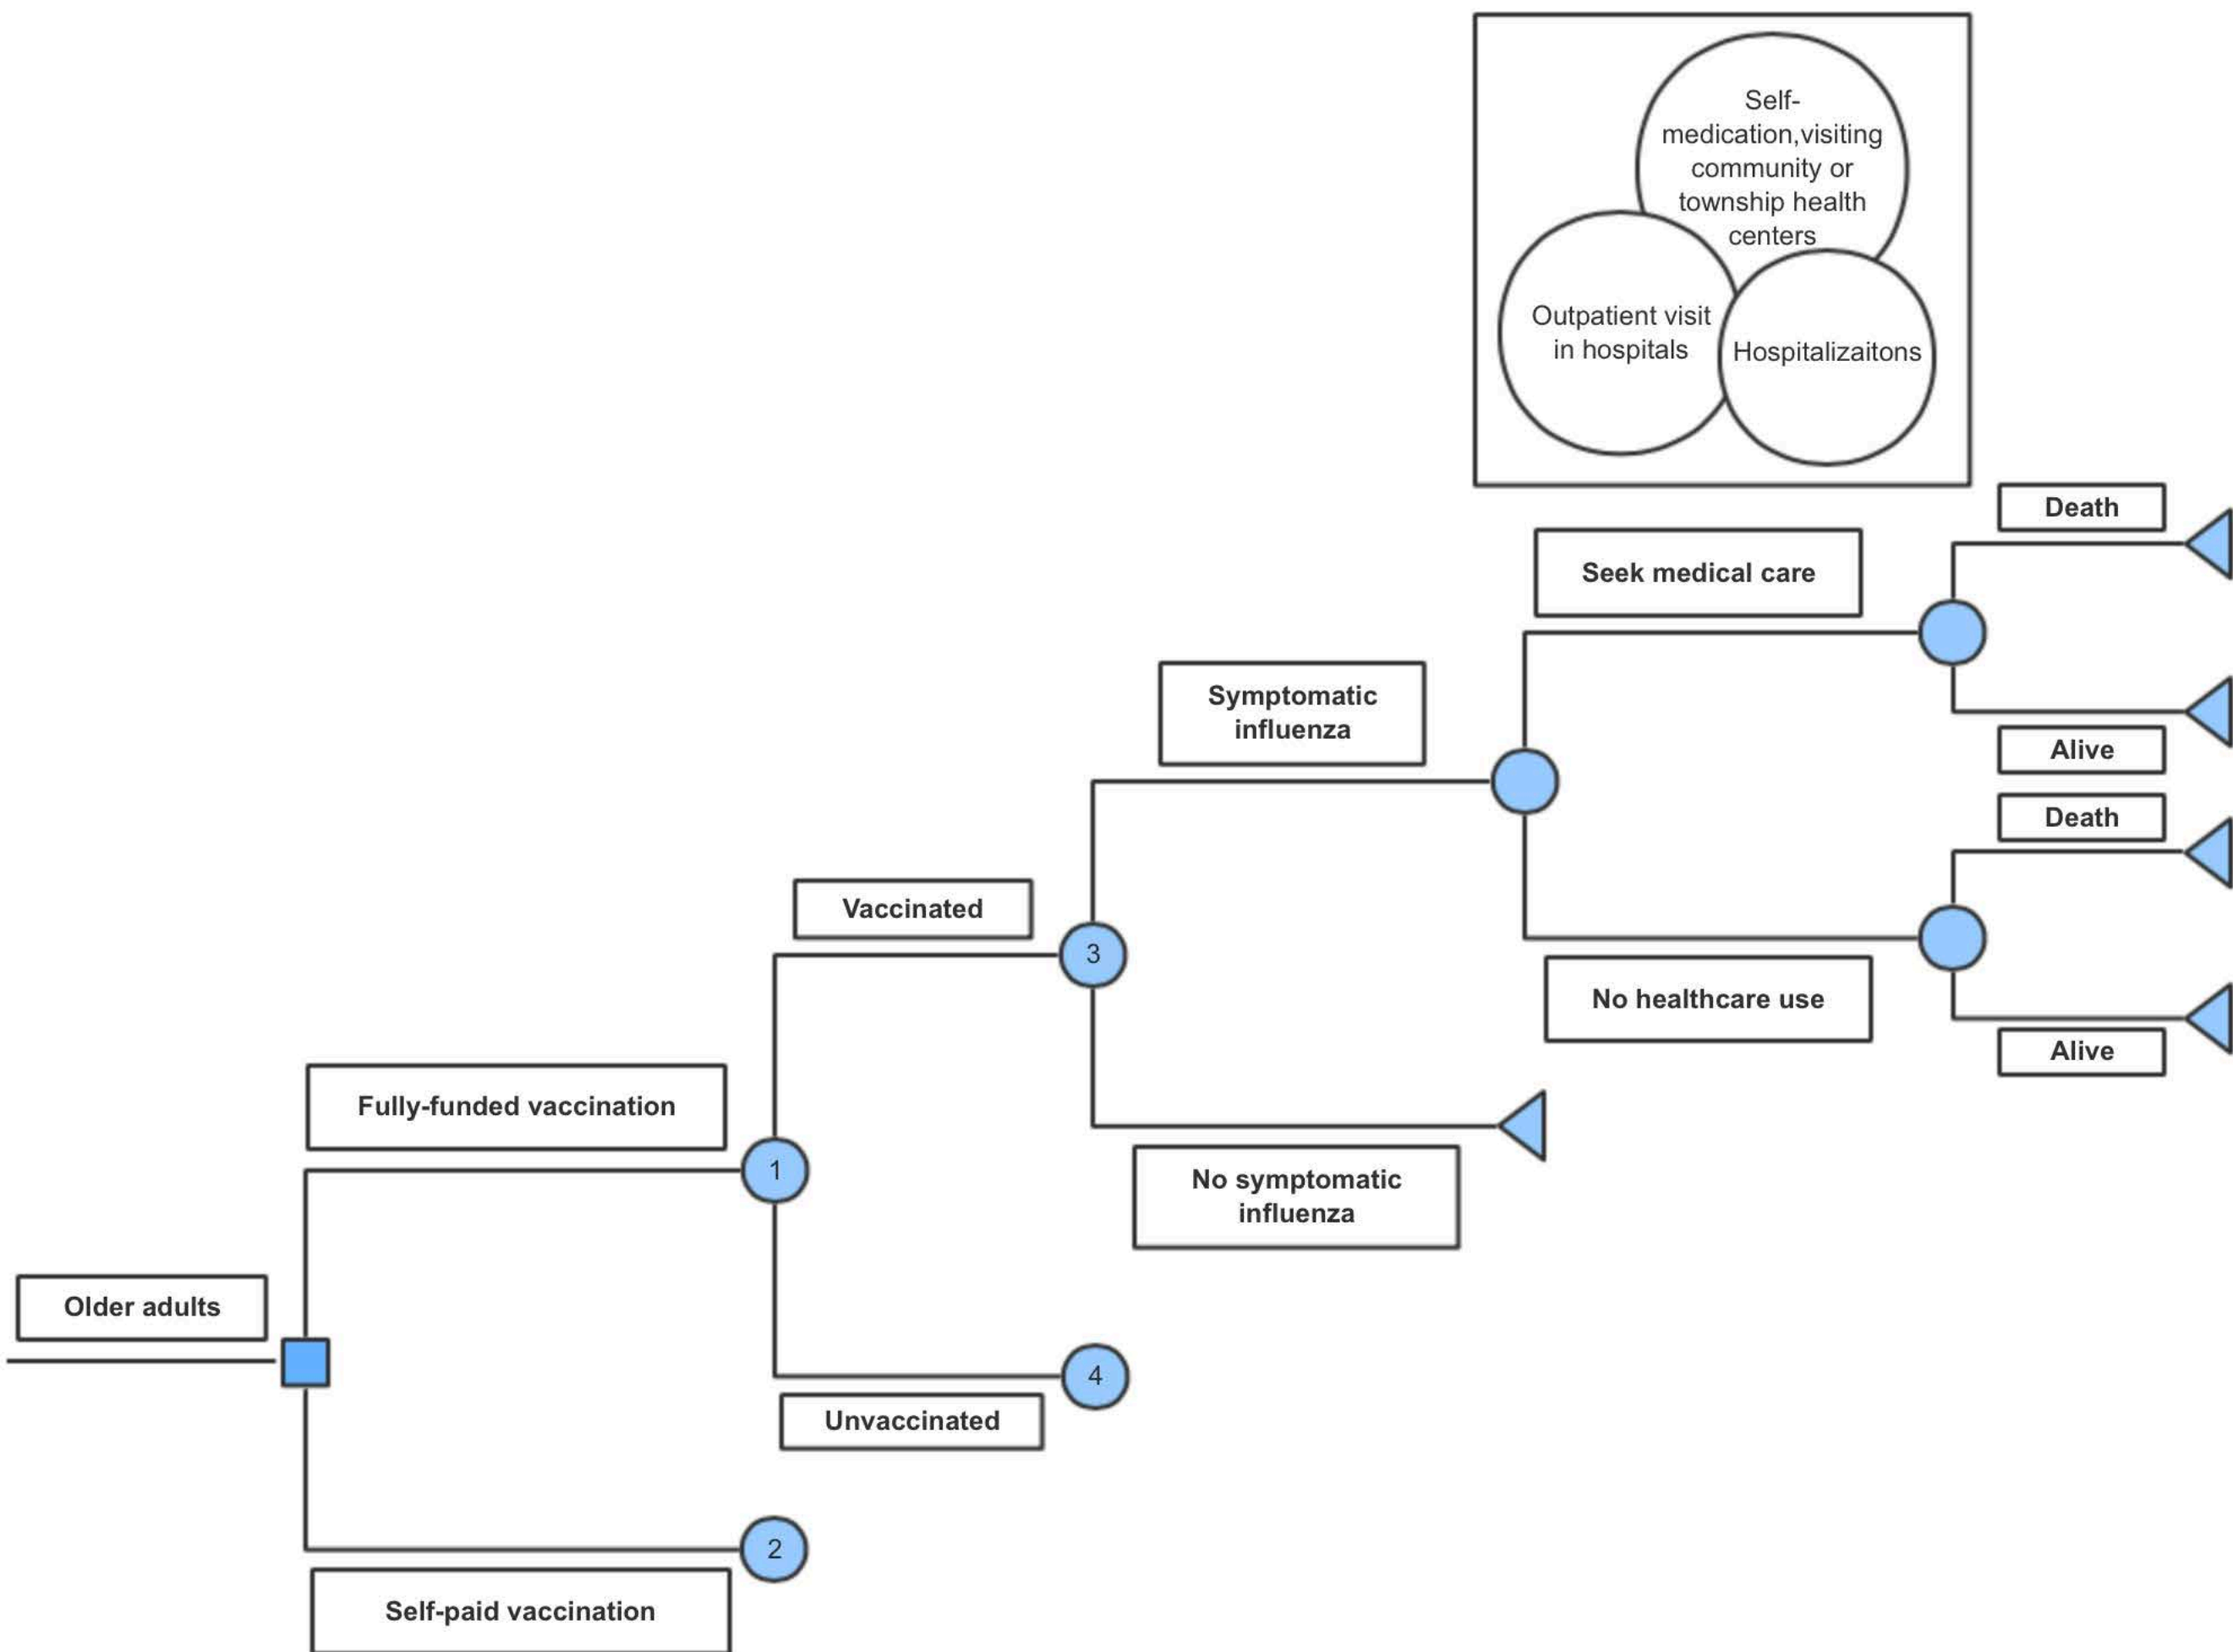 Self-
medication,visiting
community or
township health
centers
Outpatient visit
in hospitals
Hospitalizaitons
Death
Seek medical care
Alive
Symptomatic
influenza
Death
No healthcare use
Alive
Vaccinated
3
Fully-funded vaccination
1
No symptomatic
influenza
Older adults
4
Unvaccinated
2
Self-paid vaccination